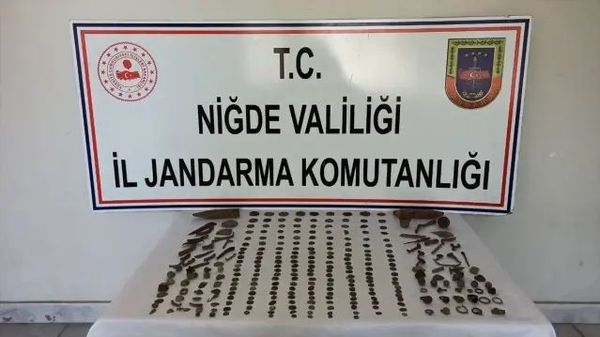 T.C.
NİĞDE VALİLİĞİ
İL JANDARMA KOMUTANLIĞI